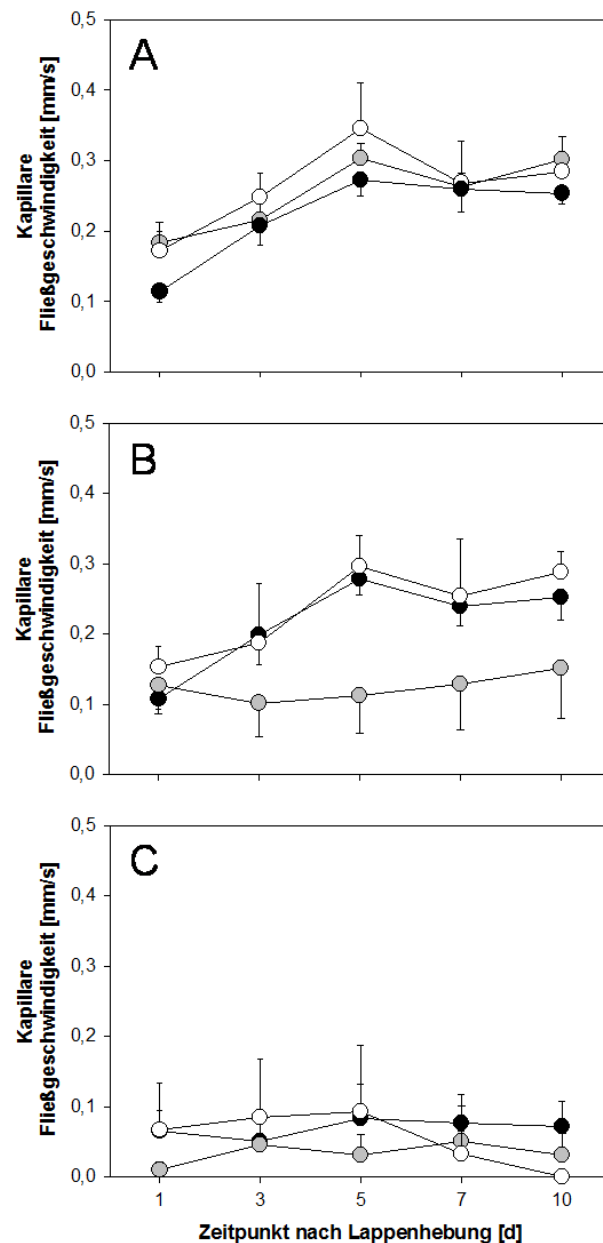 A
Kapillare
Fließgeschwindigkeit [mm/s]
0,5
0,4
0,3
0,2
0,1
0,0
B
Kapillare
Fließgeschwindigkeit [mm/s]
0,5
0,4
0,3
0,2
0,1
0,0
C
Kapillare
Fließgeschwindigkeit [mm/s]
0,5
0,4
0,3
0,2
0,1
0,0
1 3 5 7 10
Zeitpunkt nach Lappenhebung [d]